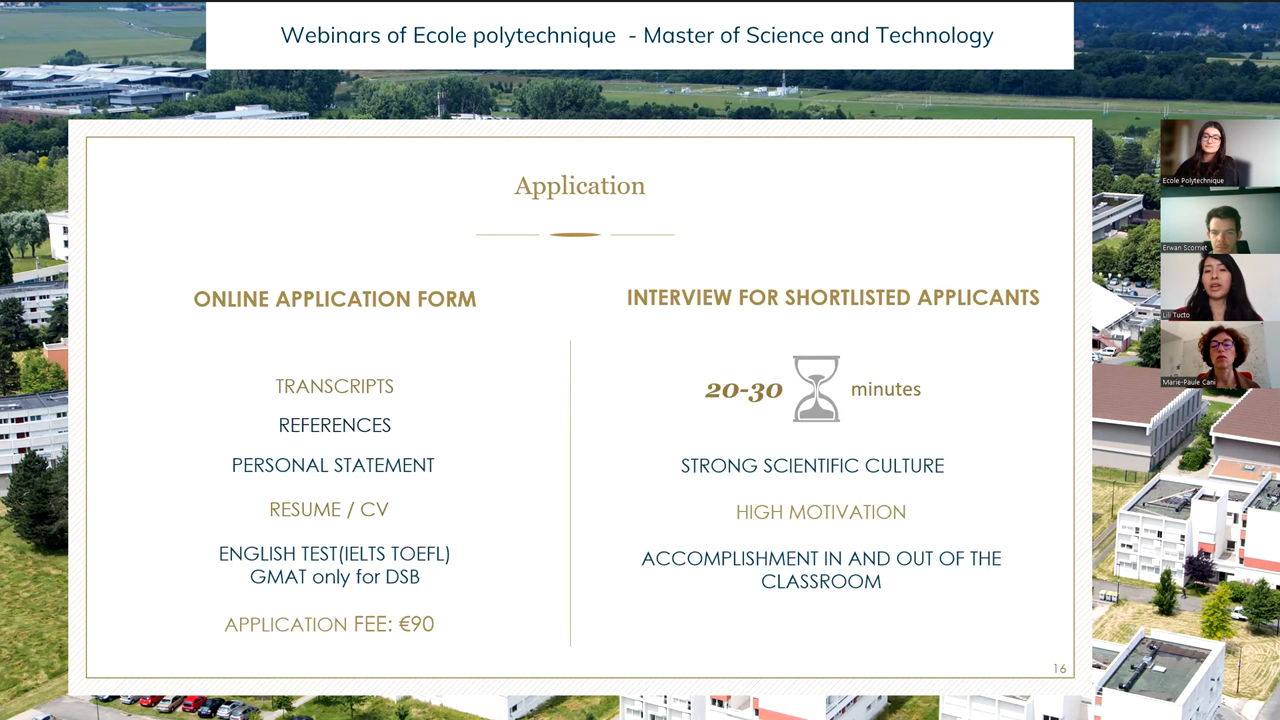 Webinars of Ecole polytechnique - Master of Science and Technology
Application
ONLINE APPLICATION FORM
TRANSCRIPTS
REFERENCES
PERSONAL STATEMENT
RESUME / CV
ENGLISH TEST(IELTS TOEFL)
GMAT only for DSB
APPLICATION FEE: €90
INTERVIEW FOR SHORTLISTED APPLICANTS
20-30 minutes
STRONG SCIENTIFIC CULTURE
HIGH MOTIVATION
ACCOMPLISHMENT IN AND OUT OF THE
CLASSROOM
16
Ecole Polytechnique
Erwan Scornet
Lili Tucto
Marie-Paule Cani